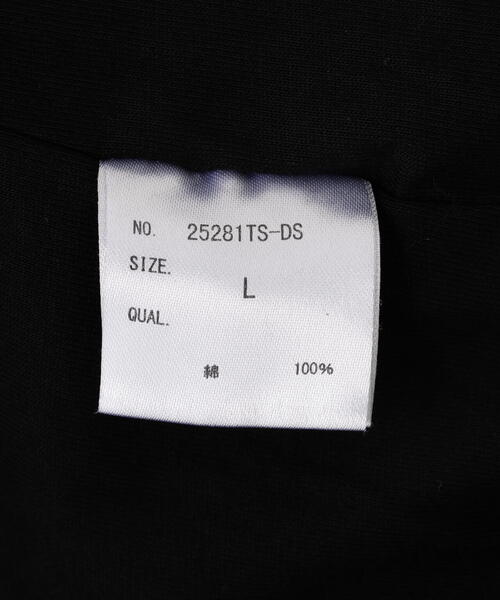 NO. 25281TS-DS
SIZE.
L
QUAL.
綿 100%